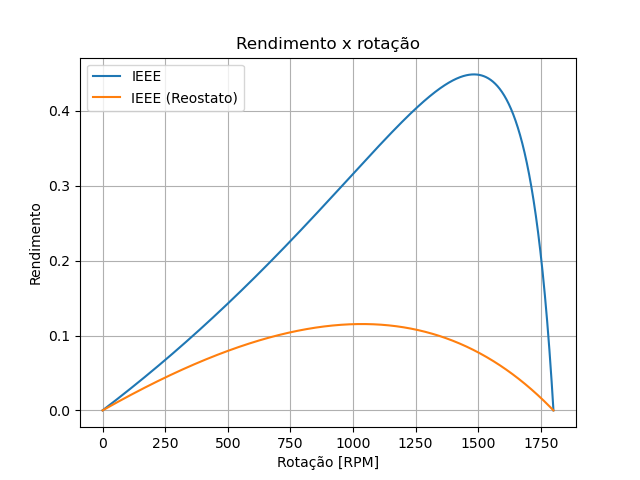 Rendimento x rotação
IEEE
IEEE (Reostato)
Rendimento
0.4
0.3
0.2
0.1
0.0
0 250 500 750 1000 1250 1500 1750
Rotação [RPM]